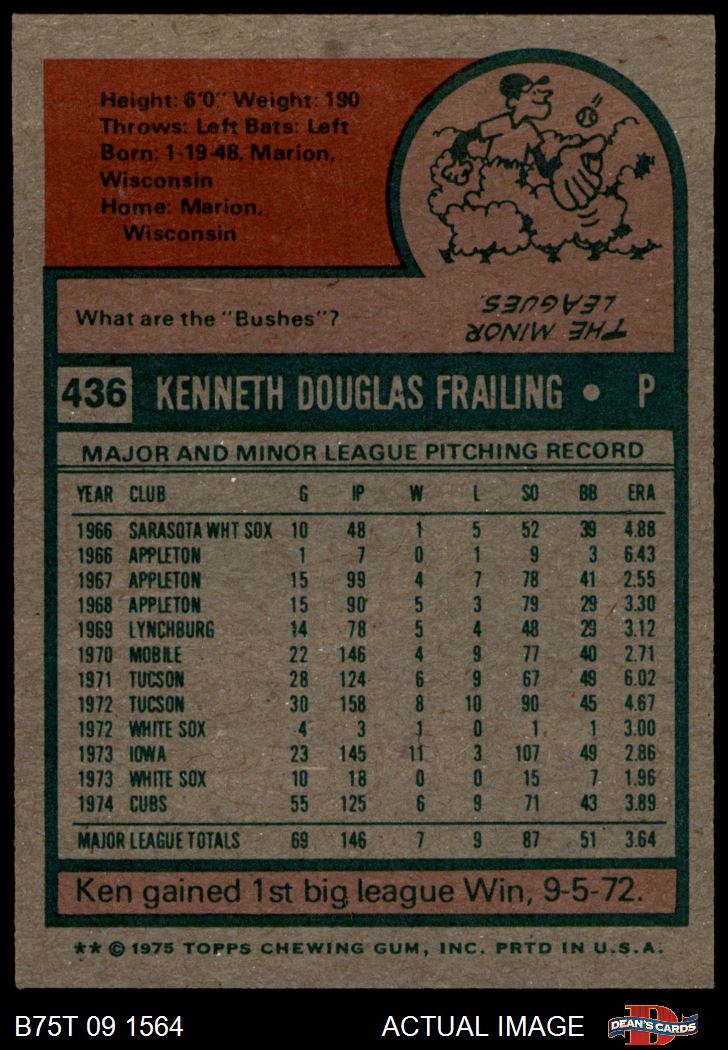 Height: 6'0" Weight: 190
Throws: Left Bats: Left
Born: 1-19-48, Marion,
Wisconsin
Home: Marion,
Wisconsin
What are the "Bushes"?
THE MINOR
LEAGUES.
436 KENNETH DOUGLAS FRAILING • P
MAJOR AND MINOR LEAGUE PITCHING RECORD
YEAR CLUB G IP W L SO BB ERA
1966 SARASOTA WHT SOX 10 48 1 5 52 39 4.88
1966 APPLETON 1 7 0 1 9 3 6.43
1967 APPLETON 15 99 4 7 78 41 2.55
1968 APPLETON 15 90 5 3 79 29 3.30
1969 LYNCHBURG 14 78 5 4 48 29 3.12
1970 MOBILE 22 146 4 9 77 40 2.71
1971 TUCSON 28 124 6 9 67 49 6.02
1972 TUCSON 30 158 8 10 90 45 4.67
1972 WHITE SOX 4 3 1 0 1 1 3.00
1973 IOWA 23 145 11 3 107 49 2.86
1973 WHITE SOX 10 18 0 0 15 7 1.96
1974 CUBS 55 125 6 9 71 43 3.89
MAJOR LEAGUE TOTALS 69 146 7 9 87 51 3.64
Ken gained 1st big league Win, 9-5-72.
** © 1975 TOPPS CHEWING GUM, INC. PRTD IN U.S.A.
B75T 09 1564 ACTUAL IMAGE DEAN'S CARDS